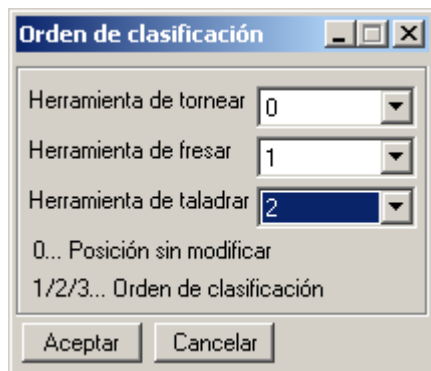 Orden de clasificación
Herramienta de tornear 0
Herramienta de fresar 1
Herramienta de taladrar 2
0... Posición sin modificar
1/2/3... Orden de clasificación
Aceptar Cancelar